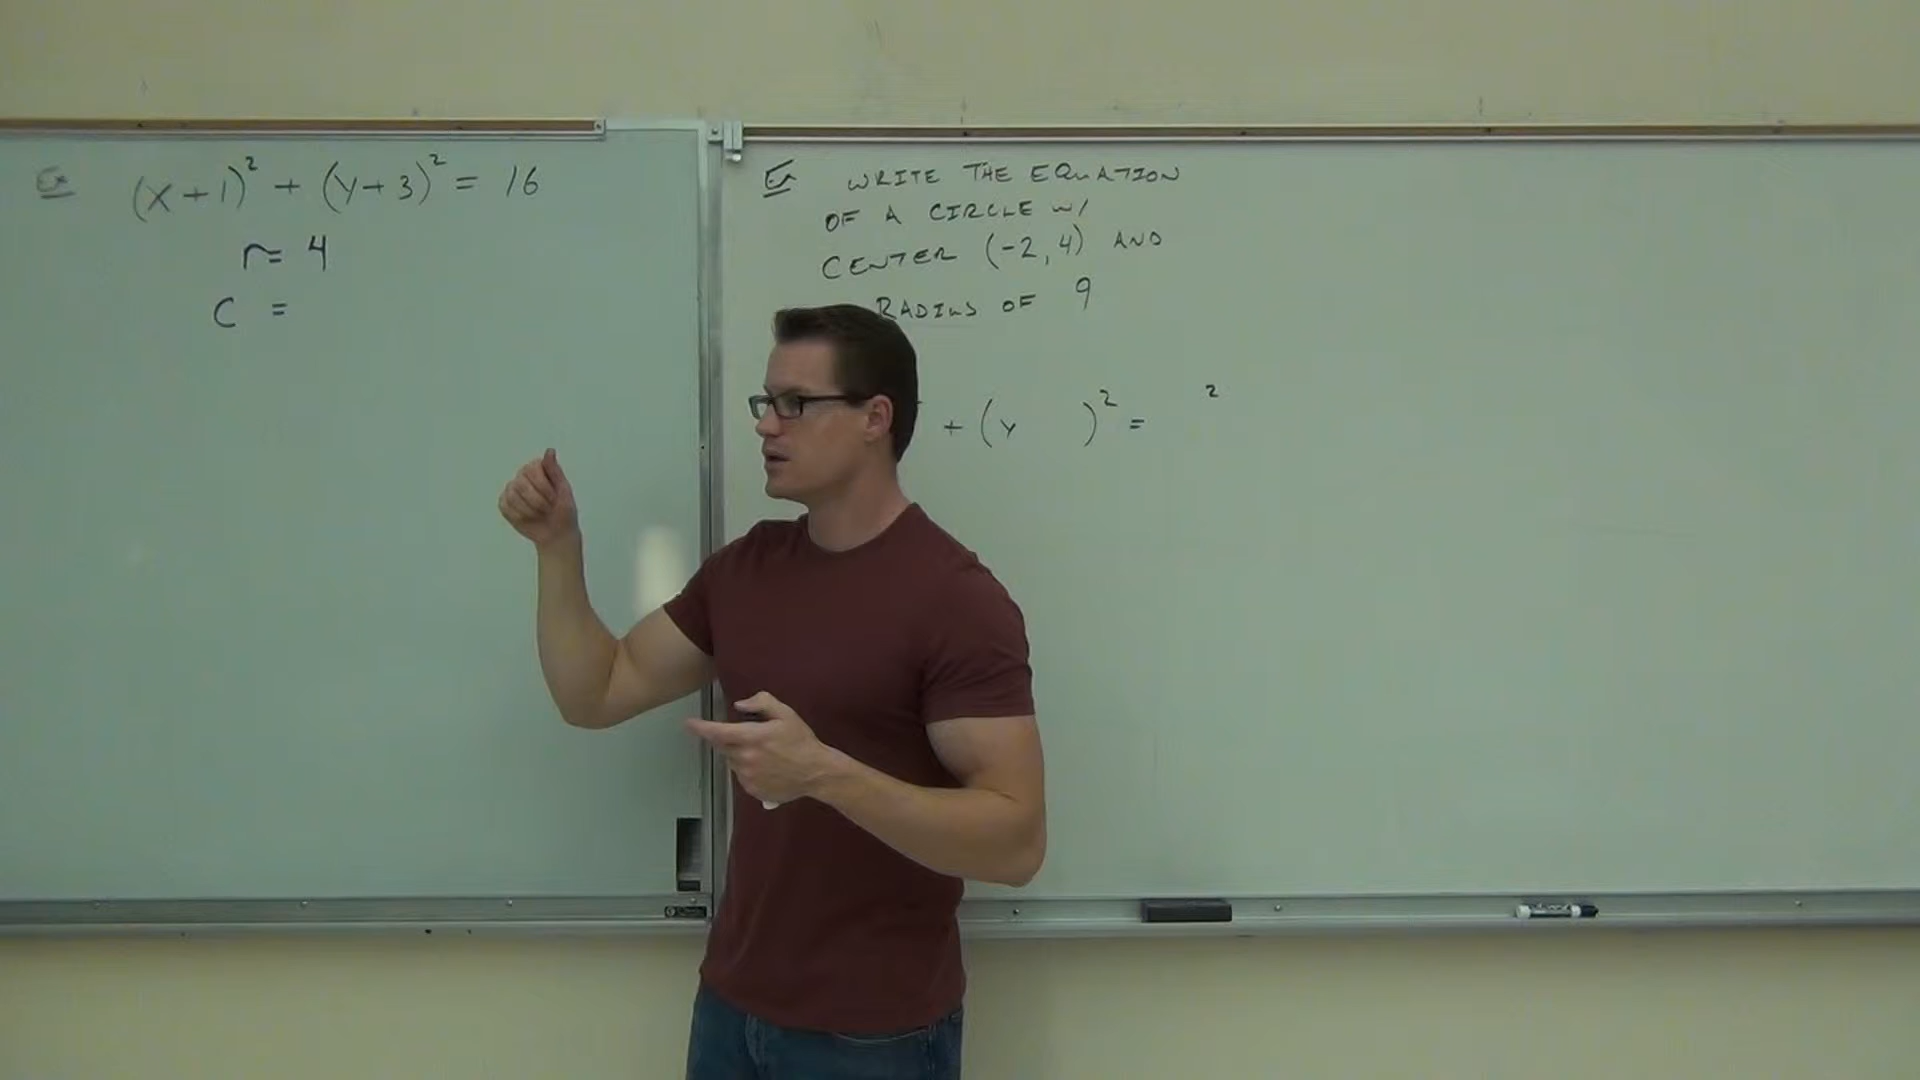 Ex (x+1)² + (y+3)² = 16
r = 4
C =
Ex WRITE THE EQUATION
OF A CIRCLE W/
CENTER (-2,4) AND
RADIUS OF 9
+ (y )² = ²